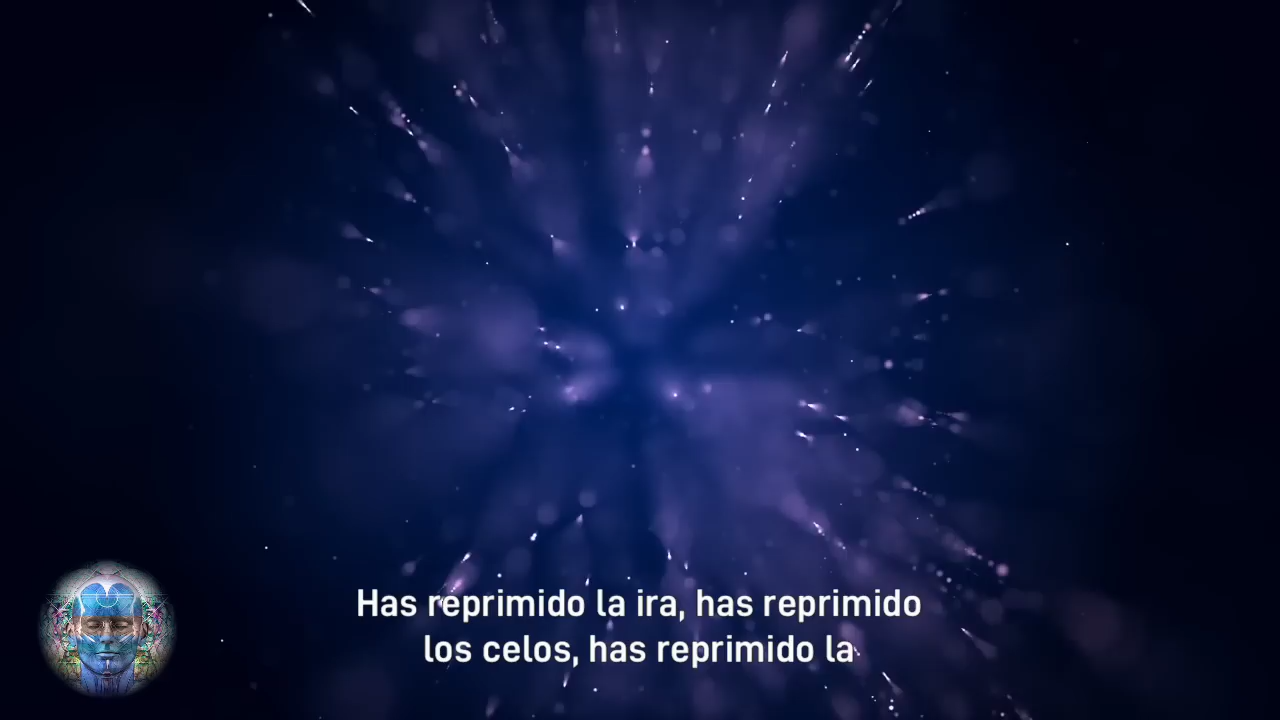 Has reprimido la ira, has reprimido
los celos, has reprimido la